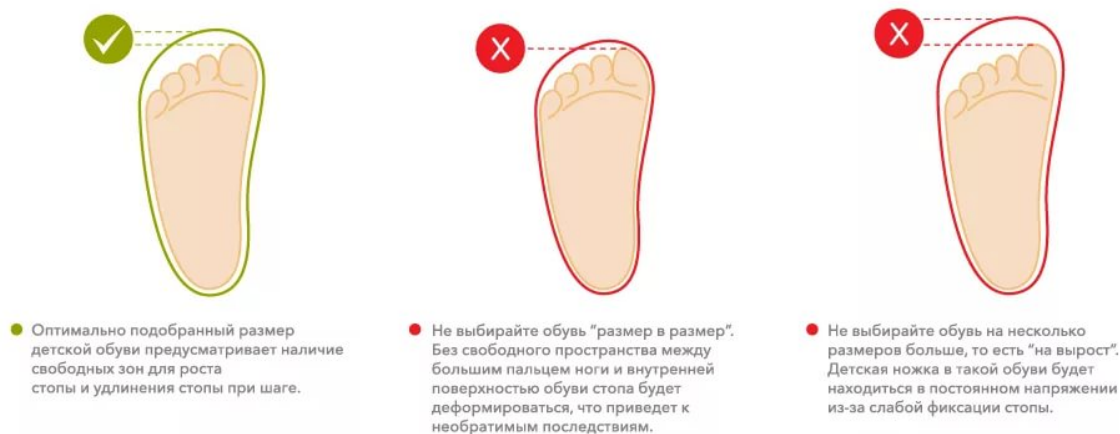 Оптимально подобранный размер
детской обуви предусматривает наличие
свободных зон для роста
стопы и удлинения стопы при шаге.
Не выбирайте обувь "размер в размер".
Без свободного пространства между
большим пальцем ноги и внутренней
поверхностью обуви стопа будет
деформироваться, что приведет к
необратимым последствиям.
Не выбирайте обувь на несколько
размеров больше, то есть "на вырост".
Детская ножка в такой обуви будет
находиться в постоянном напряжении
из-за слабой фиксации стопы.